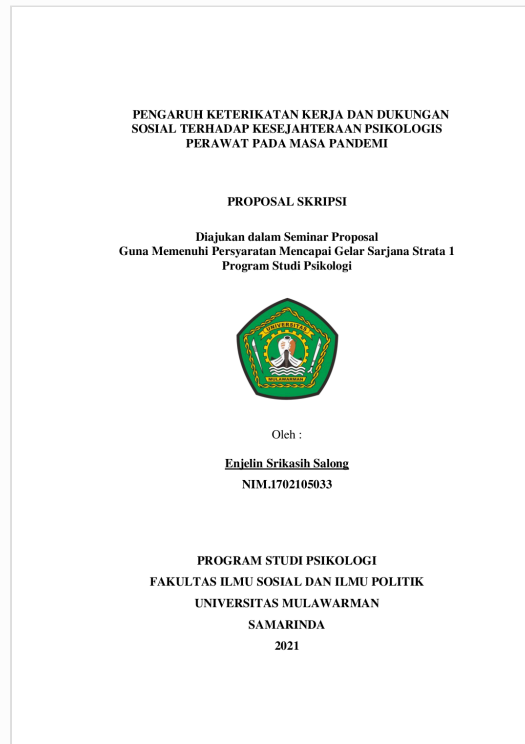 PENGARUH KETERIKATAN KERJA DAN DUKUNGAN
SOSIAL TERHADAP KESEJAHTERAAN PSIKOLOGIS
PERAWAT PADA MASA PANDEMI
PROPOSAL SKRIPSI
Diajukan dalam Seminar Proposal
Guna Memenuhi Persyaratan Mencapai Gelar Sarjana Strata 1
Program Studi Psikologi
UNIVERSITAS
MULAWARMAN
Oleh :
Enjelin Srikasih Salong
NIM.1702105033
PROGRAM STUDI PSIKOLOGI
FAKULTAS ILMU SOSIAL DAN ILMU POLITIK
UNIVERSITAS MULAWARMAN
SAMARINDA
2021